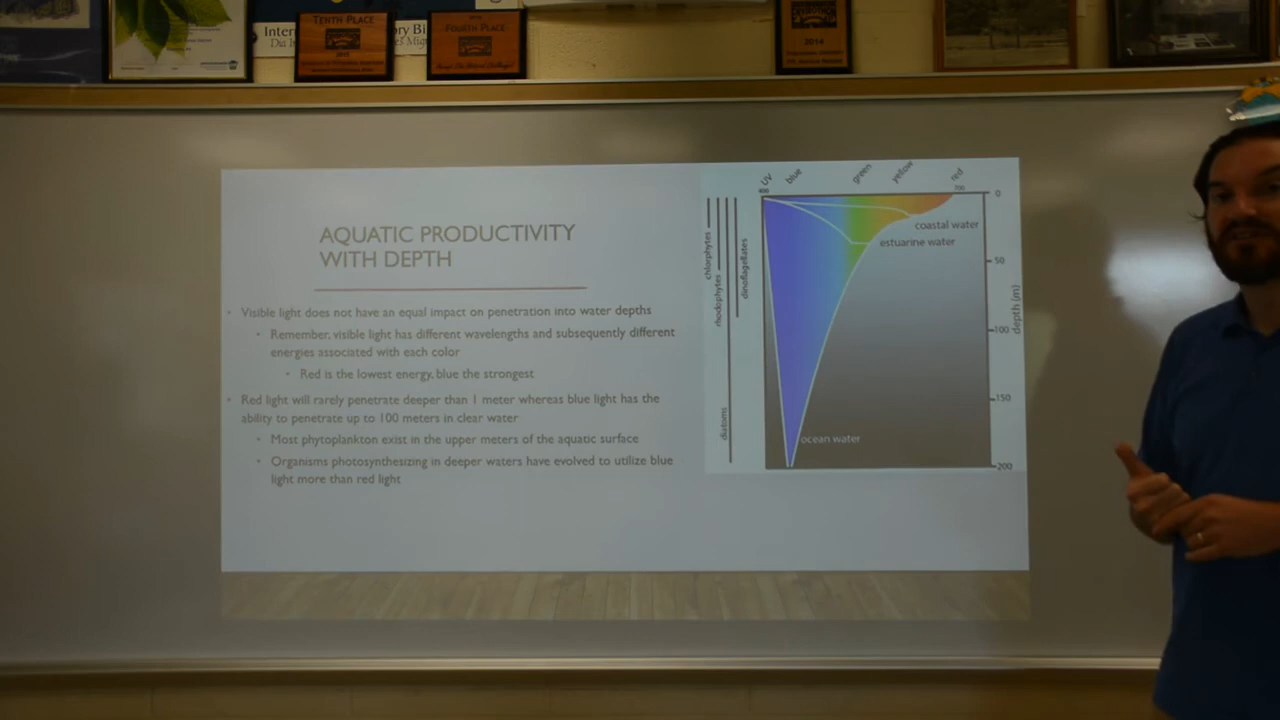 TENTH PLACE
FOURTH PLACE
2014
AQUATIC PRODUCTIVITY
WITH DEPTH
Visible light does not have an equal impact on penetration into water depths
Remember, visible light has different wavelengths and subsequently different
energies associated with each color
Red is the lowest energy, blue the strongest
Red light will rarely penetrate deeper than 1 meter whereas blue light has the
ability to penetrate up to 100 meters in clear water
Most phytoplankton exist in the upper meters of the aquatic surface
Organisms photosynthesizing in deeper waters have evolved to utilize blue
light more than red light
UV
blue
green
yellow
red
400
700
0
50
100
150
200
depth (m)
coastal water
estuarine water
ocean water
chlorphytes
rhodophytes
dinoflagellates
diatoms